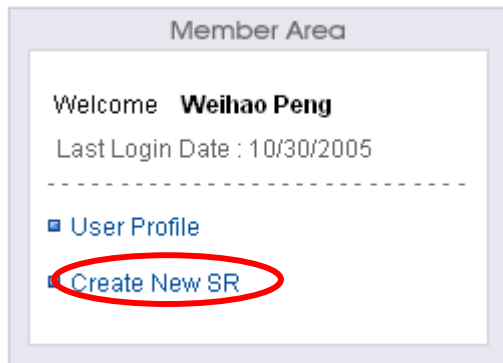 Member Area
Welcome Weihao Peng
Last Login Date : 10/30/2005
User Profile
Create New SR